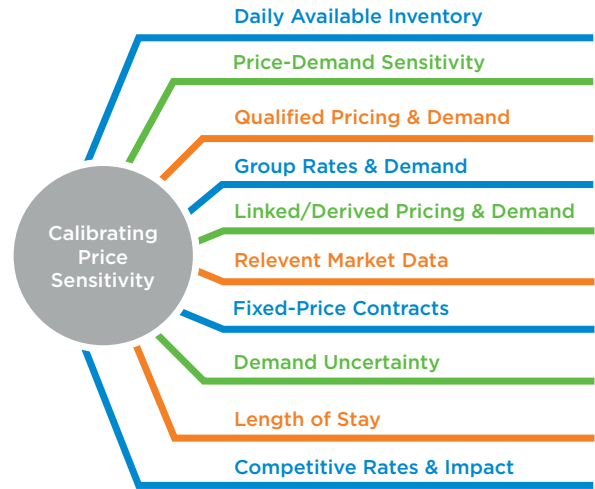 Daily Available Inventory
Price-Demand Sensitivity
Qualified Pricing & Demand
Group Rates & Demand
Linked/Derived Pricing & Demand
Calibrating
Price
Sensitivity
Relevent Market Data
Fixed-Price Contracts
Demand Uncertainty
Length of Stay
Competitive Rates & Impact